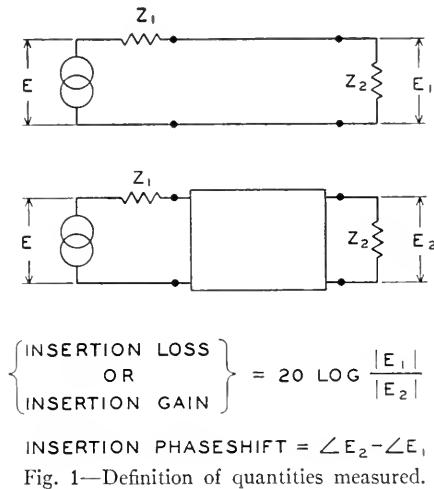 Z₁
E
Z₂
E₁
Z₁
E
Z₂
E₂
{INSERTION LOSS
OR
INSERTION GAIN} = 20 LOG |E₁| / |E₂|
INSERTION PHASESHIFT = ∠E₂-∠E₁
Fig. 1—Definition of quantities measured.